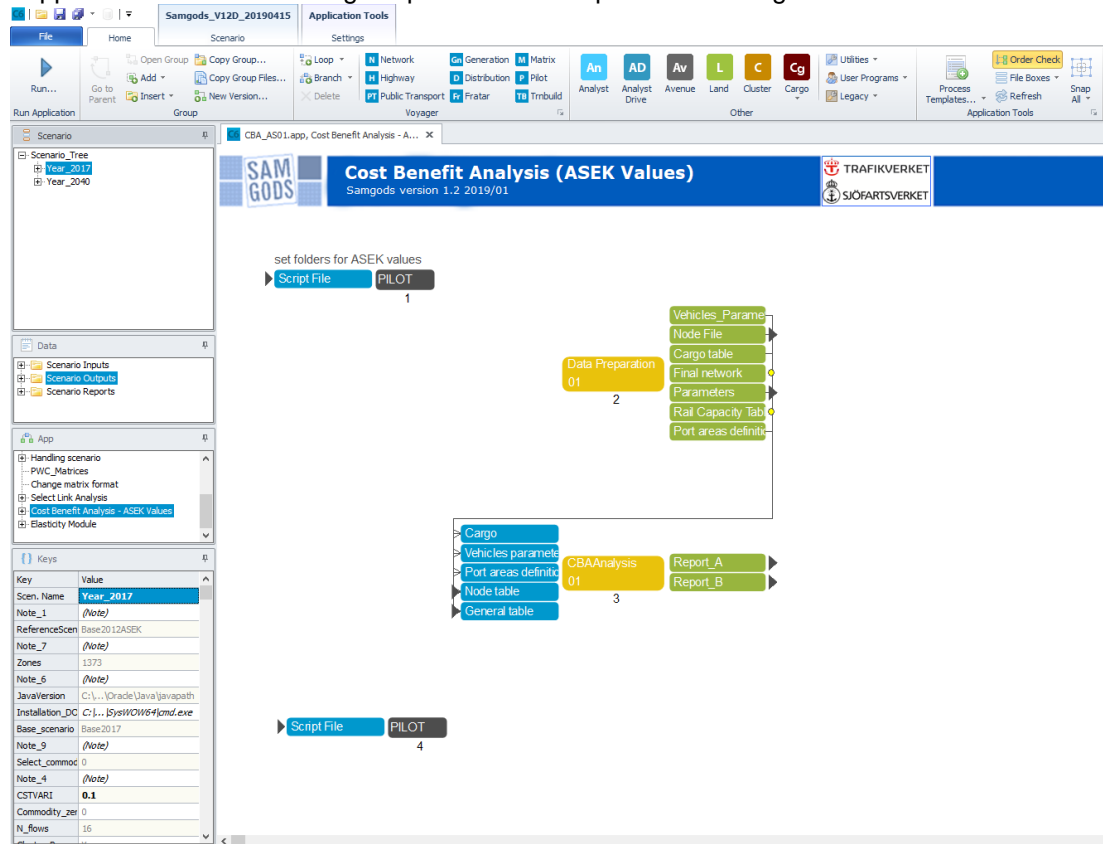 Samgods_V12D_20190415
Application Tools
File
Home
Scenario
Settings
Run...
Go to Parent
Open Group
Add
Insert
Copy Group...
Copy Group Files...
New Version...
Loop
Branch
Delete
N Network
H Highway
PT Public Transport
Gn Generation
D Distribution
Fr Fratar
M Matrix
P Pilot
TB Trnbuild
An
Analyst
AD
Analyst Drive
Av
Avenue
L
Land
C
Cluster
Cg
Cargo
Utilities
User Programs
Legacy
Process Templates...
Order Check
File Boxes
Refresh
Snap All
Run Application
Group
Voyager
Other
Application Tools
Scenario
Scenario_Tree
Year_2017
Year_2040
Data
Scenario Inputs
Scenario Outputs
Scenario Reports
App
Handling scenario
PWC_Matrices
Change matrix format
Select Link Analysis
Cost Benefit Analysis - ASEK Values
Elasticity Module
Keys
Key Value
Scen. Name Year_2017
Note_1 (Note)
ReferenceScen Base2012ASEK
Note_7 (Note)
Zones 1373
Note_6 (Note)
JavaVersion C:\...\Oracle\Java\javapath
Installation_DC C:\...\SysWOW64\cmd.exe
Base_scenario Base2017
Note_9 (Note)
Select_commod 0
Note_4 (Note)
CSTVARI 0.1
Commodity_zer 0
N_flows 16
CBA_AS01.app, Cost Benefit Analysis - A...
SAM
GODS
Cost Benefit Analysis (ASEK Values)
Samgods version 1.2 2019/01
TRAFIKVERKET
SJÖFARTSVERKET
set folders for ASEK values
Script File PILOT
1
Data Preparation
01
2
Vehicles_Parame
Node File
Cargo table
Final network
Parameters
Rail Capacity Tabl
Port areas definitic
Cargo
Vehicles paramete
Port areas definitic
Node table
General table
CBAAnalysis
01
3
Report_A
Report_B
Script File PILOT
4